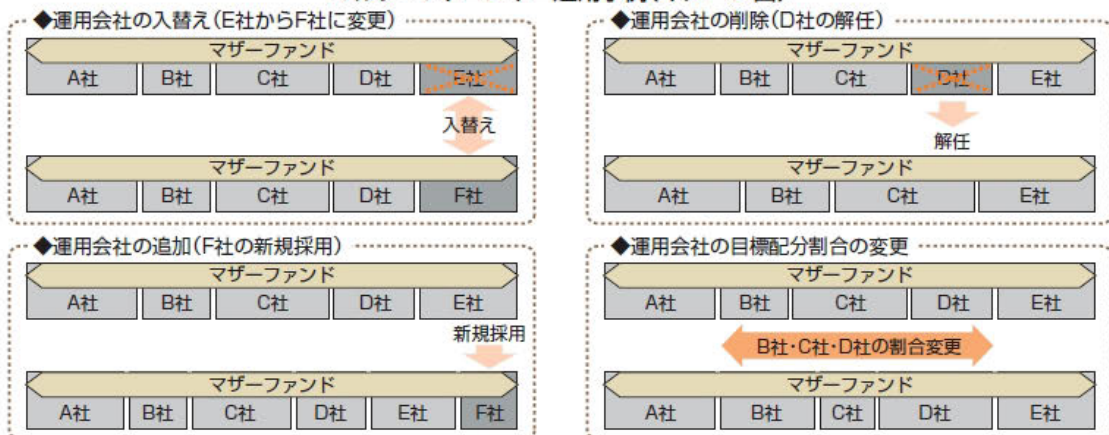 ◆運用会社の入替え(E社からF社に変更)
マザーファンド
A社 B社 C社 D社 E社
入替え
マザーファンド
A社 B社 C社 D社 F社
◆運用会社の削除(D社の解任)
マザーファンド
A社 B社 C社 D社 E社
解任
マザーファンド
A社 B社 C社 E社
◆運用会社の追加(F社の新規採用)
マザーファンド
A社 B社 C社 D社 E社
新規採用
マザーファンド
A社 B社 C社 D社 E社 F社
◆運用会社の目標配分割合の変更
マザーファンド
A社 B社 C社 D社 E社
B社・C社・D社の割合変更
マザーファンド
A社 B社 C社 D社 E社